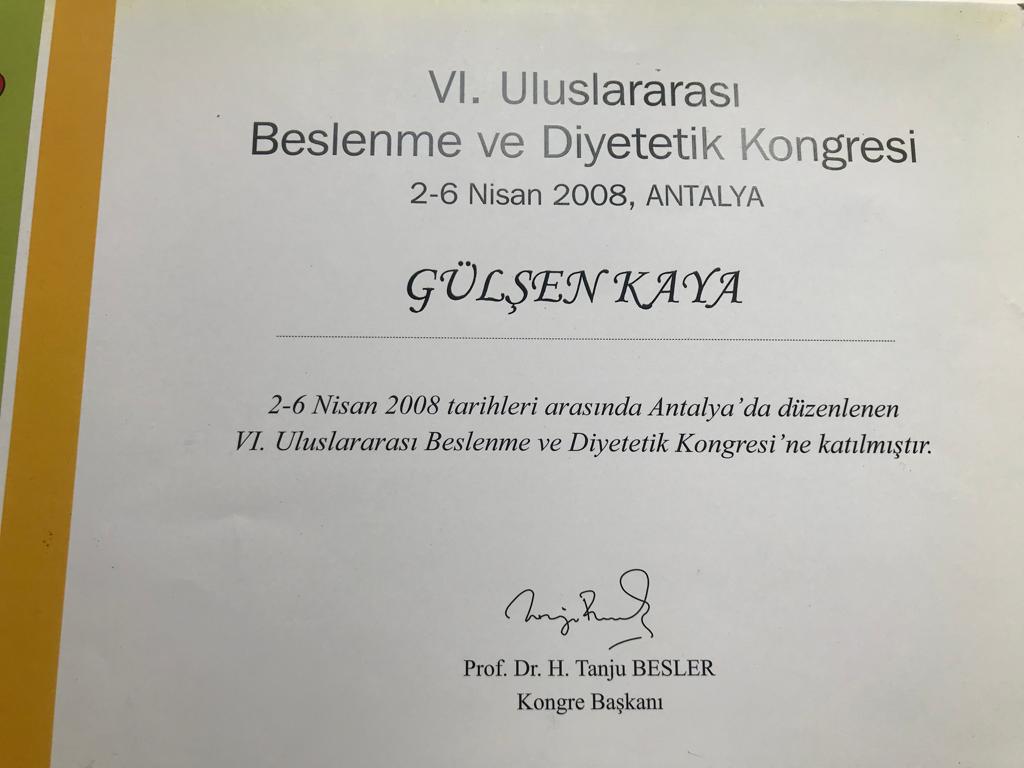 VI. Uluslararası
Beslenme ve Diyetetik Kongresi
2-6 Nisan 2008, ANTALYA
GÜLŞEN KAYA
2-6 Nisan 2008 tarihleri arasında Antalya'da düzenlenen
VI. Uluslararası Beslenme ve Diyetetik Kongresi'ne katılmıştır.
Prof. Dr. H. Tanju BESLER
Kongre Başkanı